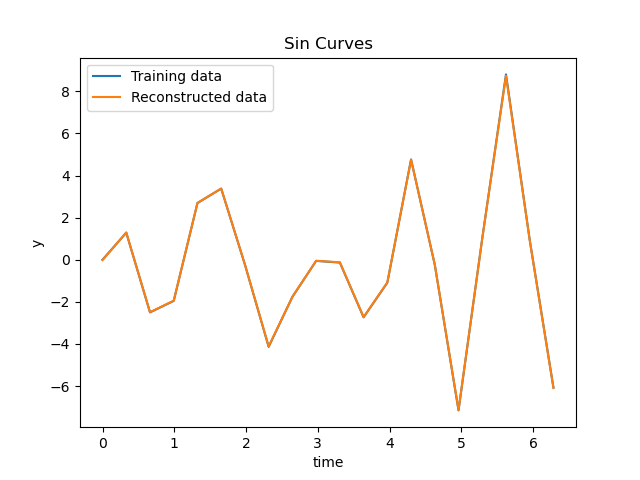 Sin Curves
Training data
Reconstructed data
8
6
4
2
0
−2
−4
−6
y
0 1 2 3 4 5 6
time